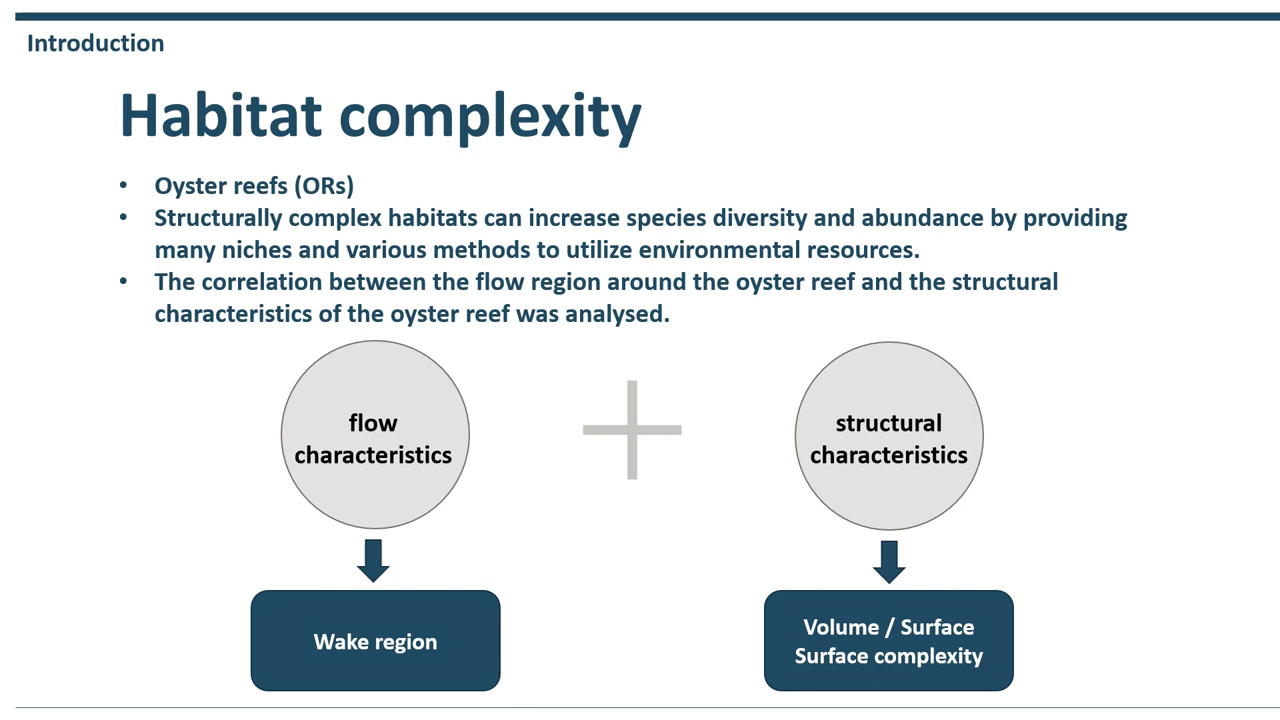 Introduction
Habitat complexity
• Oyster reefs (ORs)
• Structurally complex habitats can increase species diversity and abundance by providing
many niches and various methods to utilize environmental resources.
• The correlation between the flow region around the oyster reef and the structural
characteristics of the oyster reef was analysed.
flow
characteristics
structural
characteristics
Wake region
Volume / Surface
Surface complexity